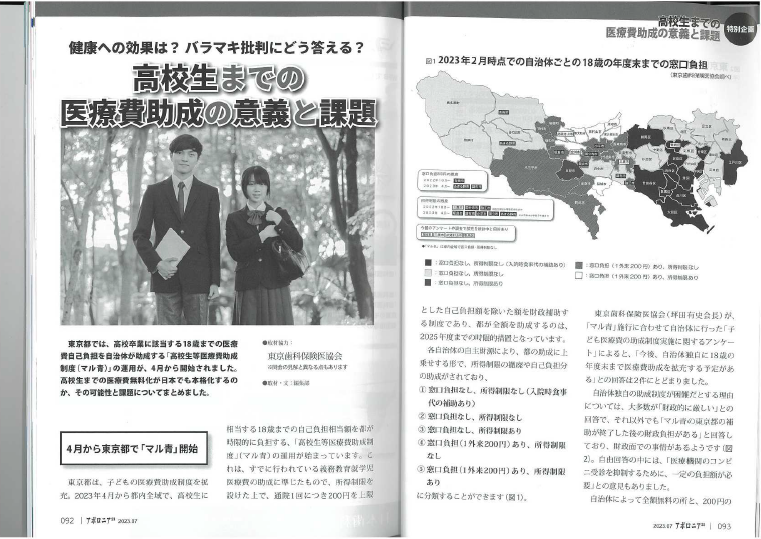 健康への効果は? バラマキ批判にどう答える?
高校生までの
医療費助成の意義と課題
東京都では、高校卒業に該当する18歳までの医療
費自己負担を自治体が助成する「高校生等医療費助成
制度(マル青)」の運用が、4月から開始されました。
高校生までの医療費無料化が日本でも本格化するの
か、その可能性と課題についてまとめました。
●取材協力:
東京歯科保険医協会
※同会の見解と異なる点もあります
●取材・文:編集部
4月から東京都で「マル青」開始
東京都は、子どもの医療費助成制度を拡
充。2023年4月から都内全域で、高校生に
相当する18歳までの自己負担相当額を都が
時限的に負担する、「高校生等医療費助成制
度」(マル青)の運用が始まっています。こ
れは、すでに行われている義務教育就学児
医療費の助成に準じたもので、所得制限を
設けた上で、通院1回につき200円を上限
092 | アポロニア21 2023.07
高校生までの
医療費助成の意義と課題
特別企画
図1 2023年2月時点での自治体ごとの18歳の年度末までの窓口負担
(東京歯科保険医協会調べ)
:窓口負担なし、所得制限なし(入院時食事代の補助あり)
:窓口負担なし、所得制限なし
:窓口負担なし、所得制限あり
:窓口負担(1外来200円)あり、所得制限なし
:窓口負担(1外来200円)あり、所得制限あり
とした自己負担額を除いた額を財政補助す
る制度であり、都が全額を助成するのは、
2025年度までの時限的措置となっています。
各自治体の自主財源により、都の助成に上
乗せする形で、所得制限の撤廃や自己負担
分の助成がされており、
① 窓口負担なし、所得制限なし(入院時食事
代の補助あり)
② 窓口負担なし、所得制限なし
③ 窓口負担なし、所得制限あり
④ 窓口負担(1外来200円)あり、所得制限
なし
⑤ 窓口負担(1外来200円)あり、所得制限
あり
に分類することができます(図1)。
東京歯科保険医協会(坪田有史会長)が、
「マル青」施行に合わせて自治体に行った「子
ども医療費の助成制度実施に関するアンケー
ト」によると、「今後、自治体独自に18歳の
年度末まで医療費助成を拡充する予定があ
る」との回答は2件にとどまりました。
自治体独自の助成制度が困難だとする理由
については、大多数が「財政的に厳しい」との
回答で、それ以外でも「マル青の東京都の補
助が終了した後の財政負担がある」と回答し
ており、財政面での事情があるようです(図
2)。自由回答の中には、「医療機関のコンビ
ニ受診を抑制するために、一定の負担額が必
要」との意見もありました。
自治体によって全額無料の所と、200円の
2023.07 アポロニア21 | 093